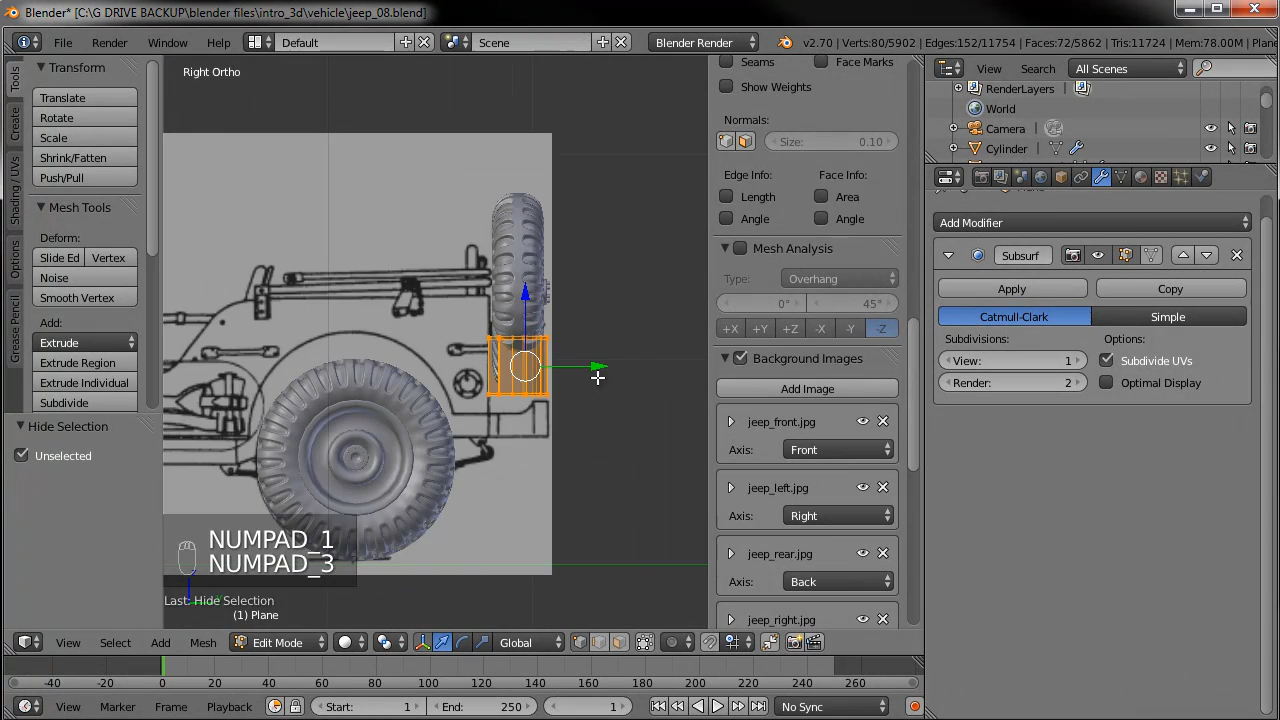 Blender* [C:\G DRIVE BACKUP\blender files\intro_3d\vehicle\jeep_08.blend]
File Render Window Help Default Scene Blender Render v2.70 | Verts:80/5902 | Edges:152/11754 | Faces:72/5862 | Tris:11724 | Mem:78.00M
Tools
Create
Shading / UVs
Options
Grease Pencil
Transform
Translate
Rotate
Scale
Shrink/Fatten
Push/Pull
Mesh Tools
Deform:
Slide Ed Vertex
Noise
Smooth Vertex
Add:
Extrude
Extrude Region
Extrude Individual
Subdivide
Hide Selection
Unselected
Right Ortho
NUMPAD_1
NUMPAD_3
Last: Hide Selection
(1) Plane
Seams Face Marks
Show Weights
Normals:
Size: 0.10
Edge Info: Face Info:
Length Area
Angle Angle
Mesh Analysis
Type: Overhang
0° 45°
+X +Y +Z -X -Y -Z
Background Images
Add Image
jeep_front.jpg
Axis: Front
jeep_left.jpg
Axis: Right
jeep_rear.jpg
Axis: Back
jeep_right.jpg
View Search All Scenes
RenderLayers
World
Camera
Cylinder
Add Modifier
Subsurf
Apply Copy
Catmull-Clark Simple
Subdivisions: Options:
View: 1 Subdivide UVs
Render: 2 Optimal Display
View Select Add Mesh Edit Mode Global
-40 -20 0 20 40 60 80 100 120 140 160 180 200 220 240 260
View Marker Frame Playback Start: 1 End: 250 1 No Sync